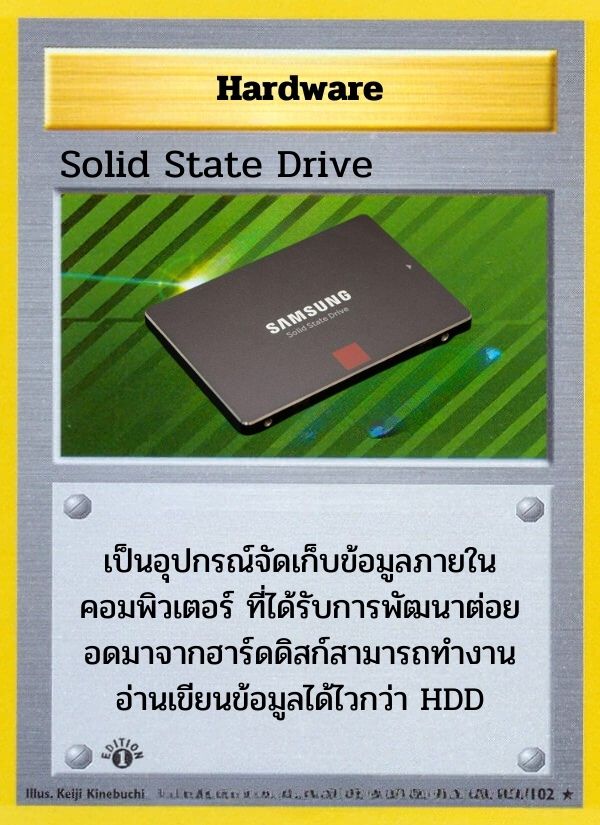 Hardware
Solid State Drive
SAMSUNG
Solid State Drive
เป็นอุปกรณ์จัดเก็บข้อมูลภายใน
คอมพิวเตอร์ ที่ได้รับการพัฒนาต่อย
อดมาจากฮาร์ดดิสก์สามารถทำงาน
อ่านเขียนข้อมูลได้ไวกว่า HDD
EDITION
1
Illus. Keiji Kinebuchi
/102 ★